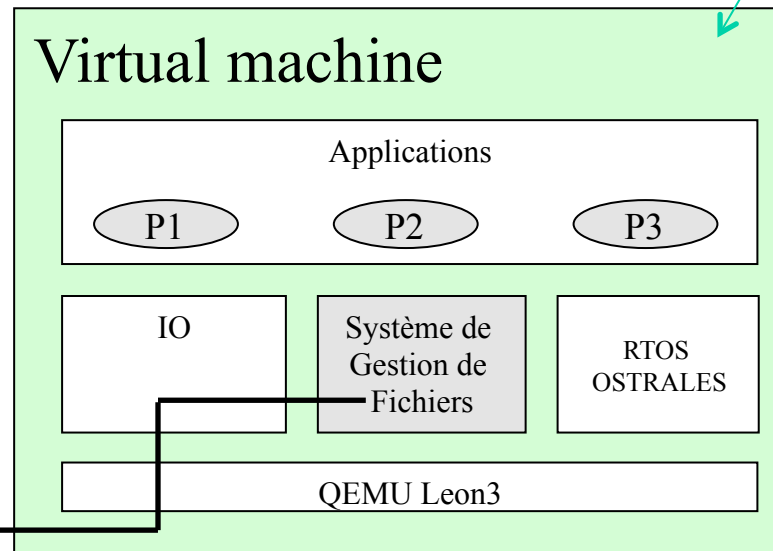 Virtual machine
Applications
P1
P2
P3
IO
Système de
Gestion de
Fichiers
RTOS
OSTRALES
QEMU Leon3